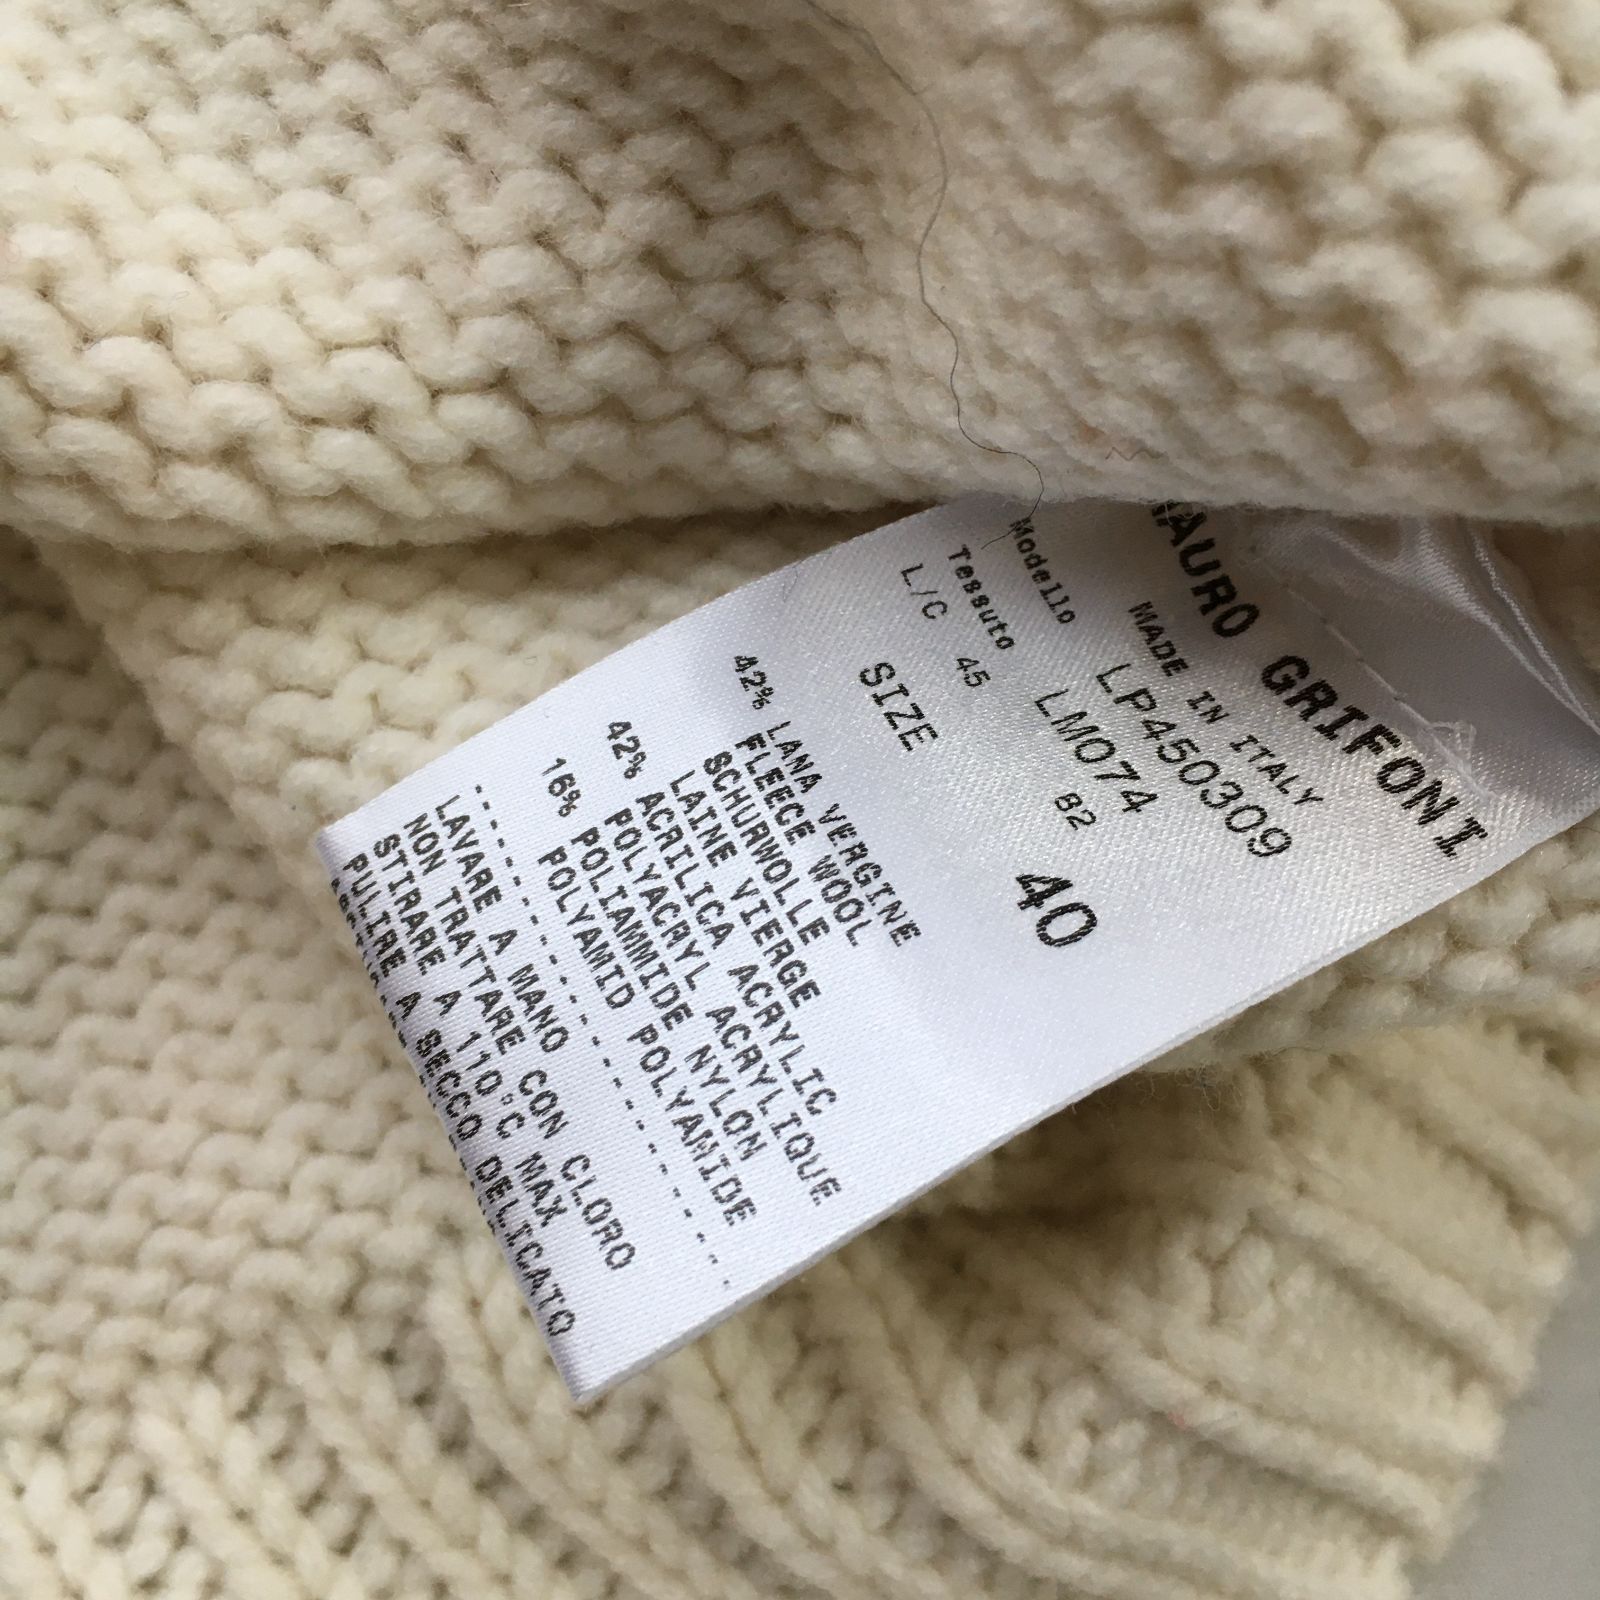 MAURO GRIFONI
MADE IN ITALY
Modello LP450309
Tessuto LM074
L/C 45 B2
SIZE 40
42% LANA VERGINE
FLEECE WOOL
SCHURWOLLE
LAINE VIERGE
42% ACRILICA ACRYLIC
POLYACRYL ACRYLIQUE
16% POLIAMMIDE NYLON
POLYAMID POLYAMIDE
LAVARE A MANO
NON TRATTARE CON CLORO
STIRARE A 110°C MAX
PULIRE A SECCO DELICATO